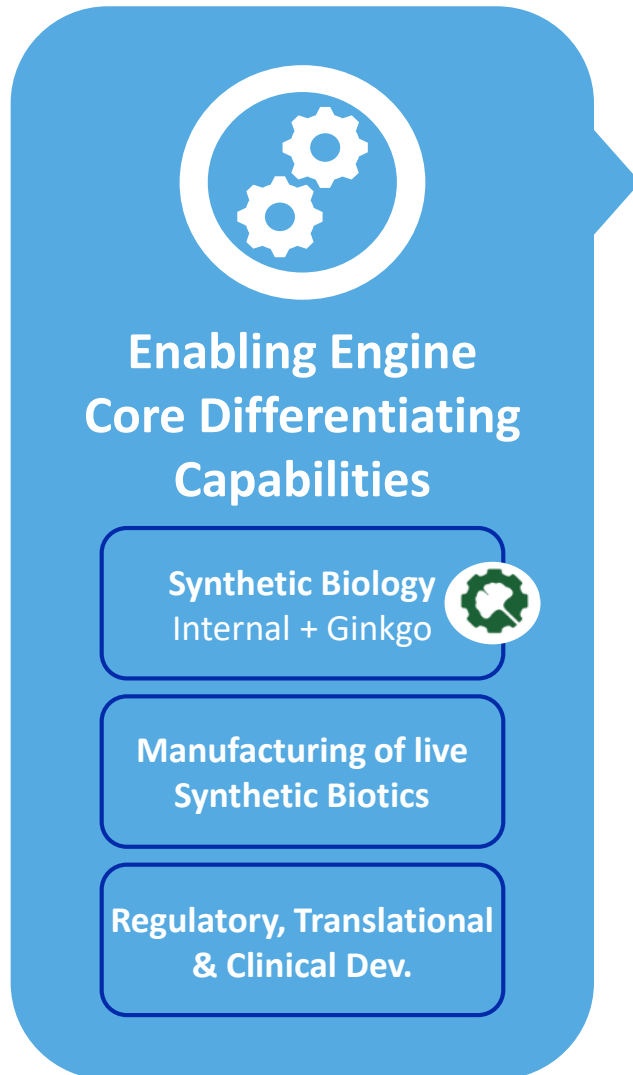 Enabling Engine
Core Differentiating
Capabilities
Synthetic Biology
Internal + Ginkgo
Manufacturing of live
Synthetic Biotics
Regulatory, Translational
& Clinical Dev.